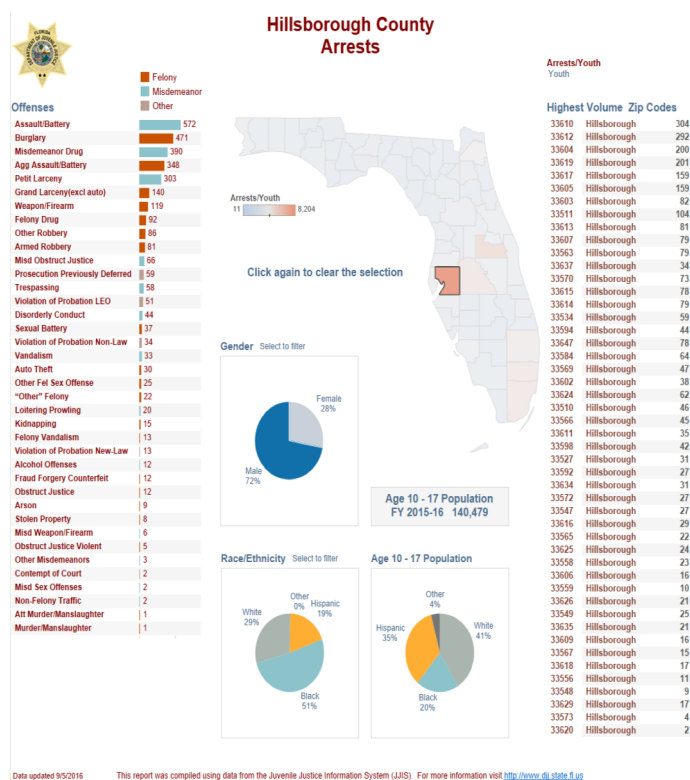 Hillsborough County
Arrests
Felony
Misdemeanor
Other
Offenses
Assault/Battery 572
Burglary 471
Misdemeanor Drug 390
Agg Assault/Battery 348
Petit Larceny 303
Grand Larceny(excl auto) 140
Weapon/Firearm 119
Felony Drug 92
Other Robbery 86
Armed Robbery 81
Misd Obstruct Justice 66
Prosecution Previously Deferred 59
Trespassing 58
Violation of Probation LEO 51
Disorderly Conduct 44
Sexual Battery 37
Violation of Probation Non-Law 34
Vandalism 33
Auto Theft 30
Other Fel Sex Offense 25
"Other" Felony 22
Loitering Prowling 20
Kidnapping 15
Felony Vandalism 13
Violation of Probation New-Law 13
Alcohol Offenses 12
Fraud Forgery Counterfeit 12
Obstruct Justice 12
Arson 9
Stolen Property 8
Misd Weapon/Firearm 6
Obstruct Justice Violent 5
Other Misdemeanors 3
Contempt of Court 2
Misd Sex Offenses 2
Non-Felony Traffic 2
Att Murder/Manslaughter 1
Murder/Manslaughter 1
Arrests/Youth
11 8,204
Click again to clear the selection
Gender Select to filter
Female
28%
Male
72%
Age 10 - 17 Population
FY 2015-16 140,479
Race/Ethnicity Select to filter
Other
0%
Hispanic
19%
White
29%
Black
51%
Age 10 - 17 Population
Other
4%
White
41%
Hispanic
35%
Black
20%
Arrests/Youth
Youth
Highest Volume Zip Codes
33610 Hillsborough 304
33612 Hillsborough 292
33604 Hillsborough 200
33619 Hillsborough 201
33617 Hillsborough 159
33605 Hillsborough 159
33603 Hillsborough 82
33511 Hillsborough 104
33613 Hillsborough 81
33607 Hillsborough 79
33563 Hillsborough 79
33637 Hillsborough 34
33570 Hillsborough 73
33615 Hillsborough 78
33614 Hillsborough 79
33534 Hillsborough 59
33594 Hillsborough 44
33647 Hillsborough 78
33584 Hillsborough 64
33569 Hillsborough 47
33602 Hillsborough 38
33624 Hillsborough 62
33510 Hillsborough 46
33566 Hillsborough 45
33611 Hillsborough 35
33598 Hillsborough 42
33527 Hillsborough 31
33592 Hillsborough 27
33634 Hillsborough 31
33572 Hillsborough 27
33547 Hillsborough 27
33616 Hillsborough 29
33565 Hillsborough 22
33625 Hillsborough 24
33558 Hillsborough 23
33606 Hillsborough 16
33559 Hillsborough 10
33626 Hillsborough 21
33549 Hillsborough 25
33635 Hillsborough 21
33609 Hillsborough 16
33567 Hillsborough 15
33618 Hillsborough 17
33556 Hillsborough 11
33548 Hillsborough 9
33629 Hillsborough 17
33573 Hillsborough 4
33620 Hillsborough 2
Data updated 9/5/2016 This report was compiled using data from the Juvenile Justice Information System (JJIS). For more information visit http://www.djj.state.fl.us